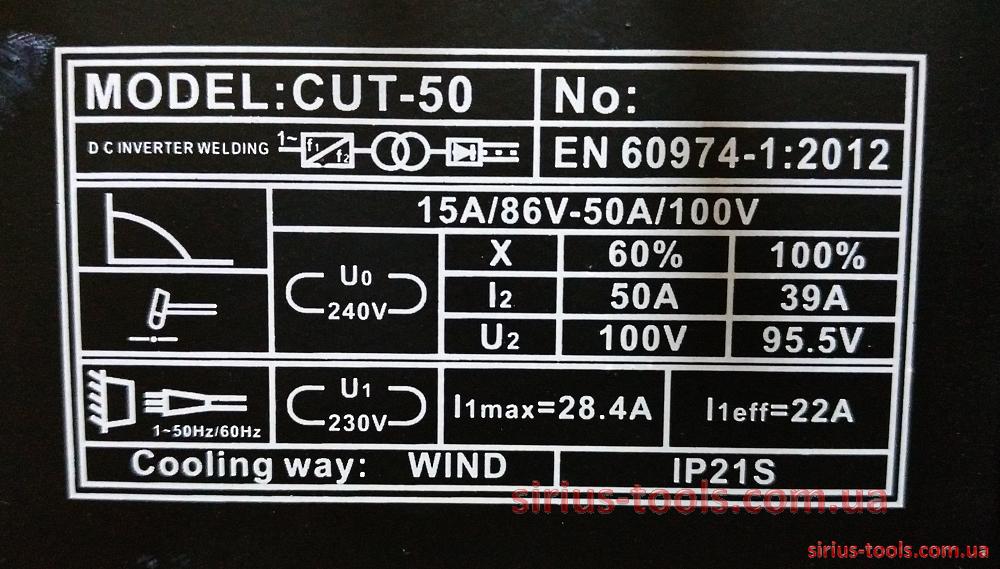 MODEL:CUT-50
No:
DC INVERTER WELDING
1~
f1
f2
EN 60974-1:2012
15A/86V-50A/100V
U0
240V
X 60% 100%
I2 50A 39A
U2 100V 95.5V
1~50Hz/60Hz
U1
230V
I1max=28.4A
I1eff=22A
Cooling way: WIND
IP21S
sirius-tools.com.ua
sirius-tools.com.ua